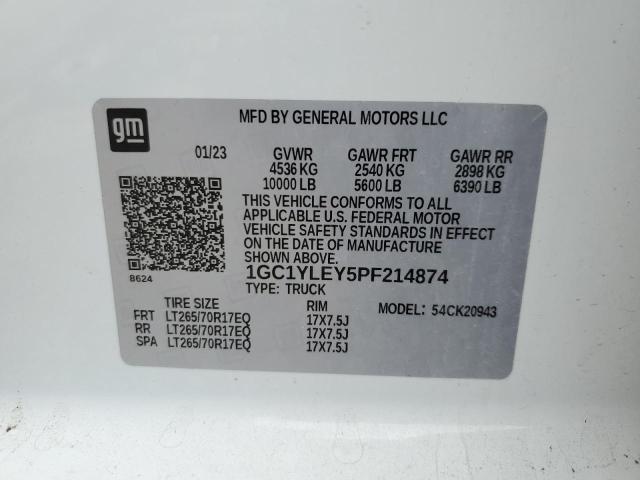 gm
MFD BY GENERAL MOTORS LLC
01/23 GVWR GAWR FRT GAWR RR
4536 KG 2540 KG 2898 KG
10000 LB 5600 LB 6390 LB
THIS VEHICLE CONFORMS TO ALL
APPLICABLE U.S. FEDERAL MOTOR
VEHICLE SAFETY STANDARDS IN EFFECT
ON THE DATE OF MANUFACTURE
SHOWN ABOVE.
8624
1GC1YLEY5PF214874
TYPE: TRUCK
MODEL: 54CK20943
TIRE SIZE RIM
FRT LT265/70R17EQ 17X7.5J
RR LT265/70R17EQ 17X7.5J
SPA LT265/70R17EQ 17X7.5J